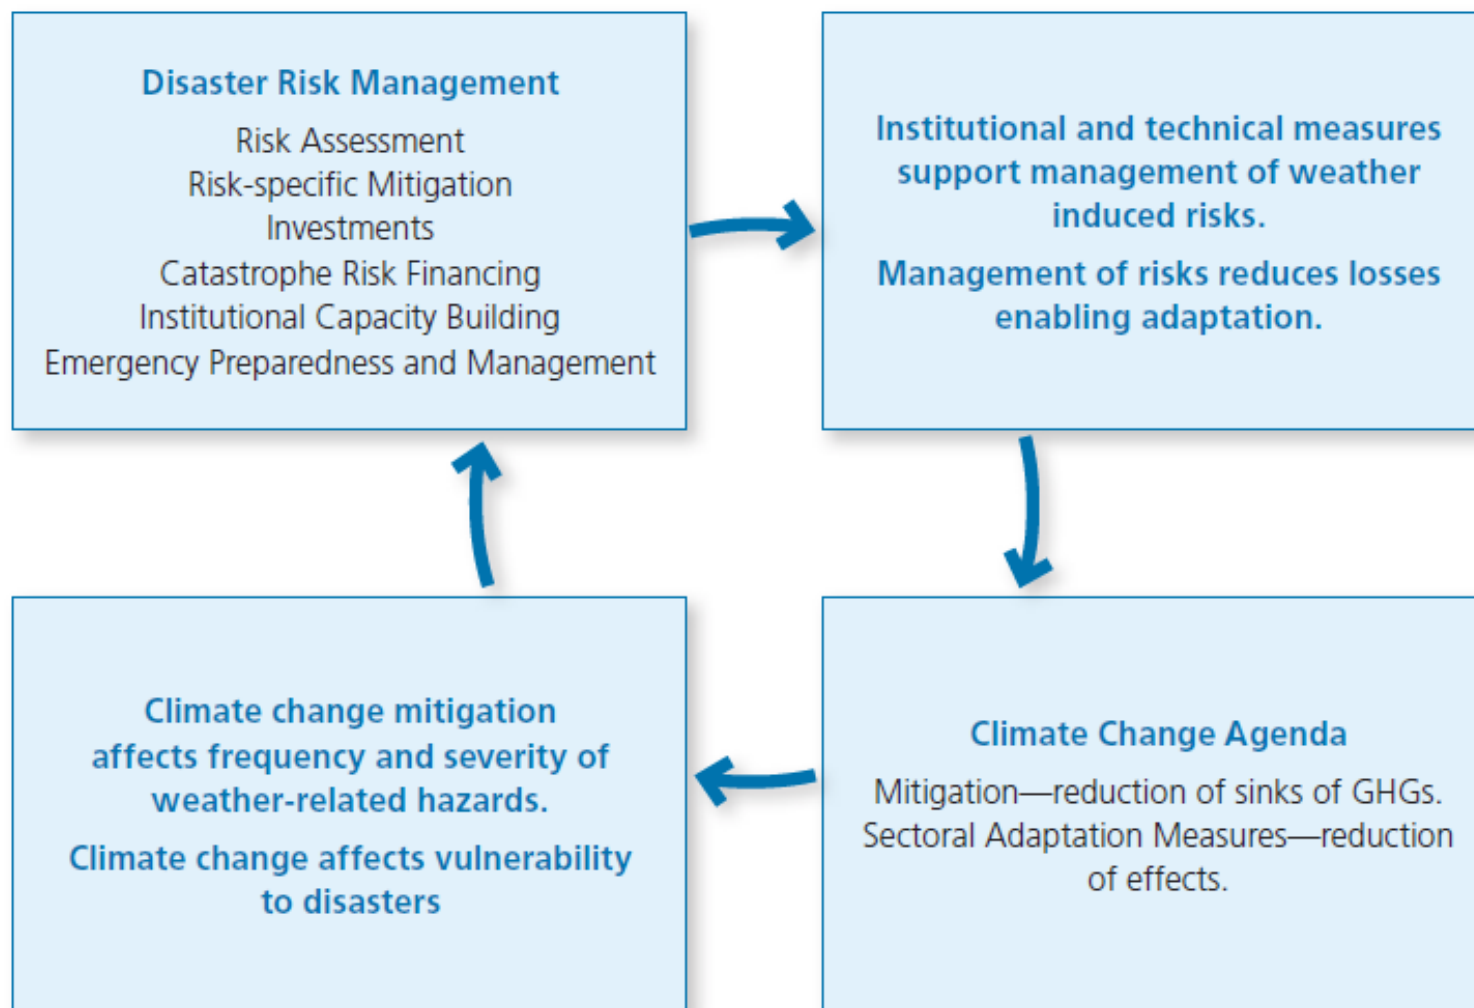 Disaster Risk Management
Risk Assessment
Risk-specific Mitigation
Investments
Catastrophe Risk Financing
Institutional Capacity Building
Emergency Preparedness and Management
Institutional and technical measures
support management of weather
induced risks.
Management of risks reduces losses
enabling adaptation.
Climate change mitigation
affects frequency and severity of
weather-related hazards.
Climate change affects vulnerability
to disasters
Climate Change Agenda
Mitigation—reduction of sinks of GHGs.
Sectoral Adaptation Measures—reduction
of effects.